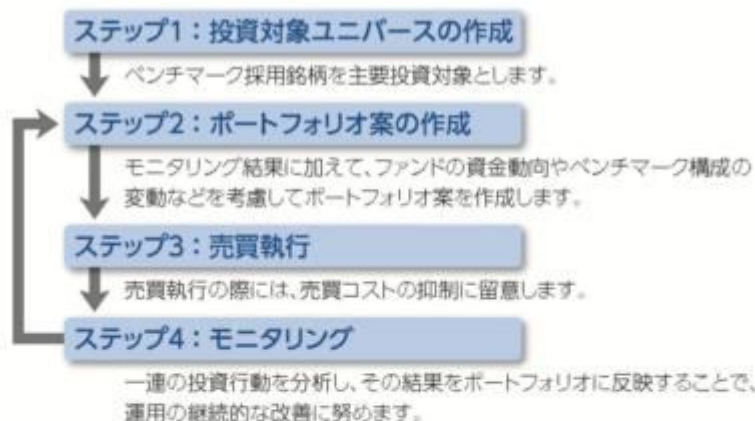 ステップ1：投資対象ユニバースの作成
ベンチマーク採用銘柄を主要投資対象とします。
ステップ2：ポートフォリオ案の作成
モニタリング結果に加えて、ファンドの資金動向やベンチマーク構成の
変動などを考慮してポートフォリオ案を作成します。
ステップ3：売買執行
売買執行の際には、売買コストの抑制に留意します。
ステップ4：モニタリング
一連の投資行動を分析し、その結果をポートフォリオに反映することで、
運用の継続的な改善に努めます。